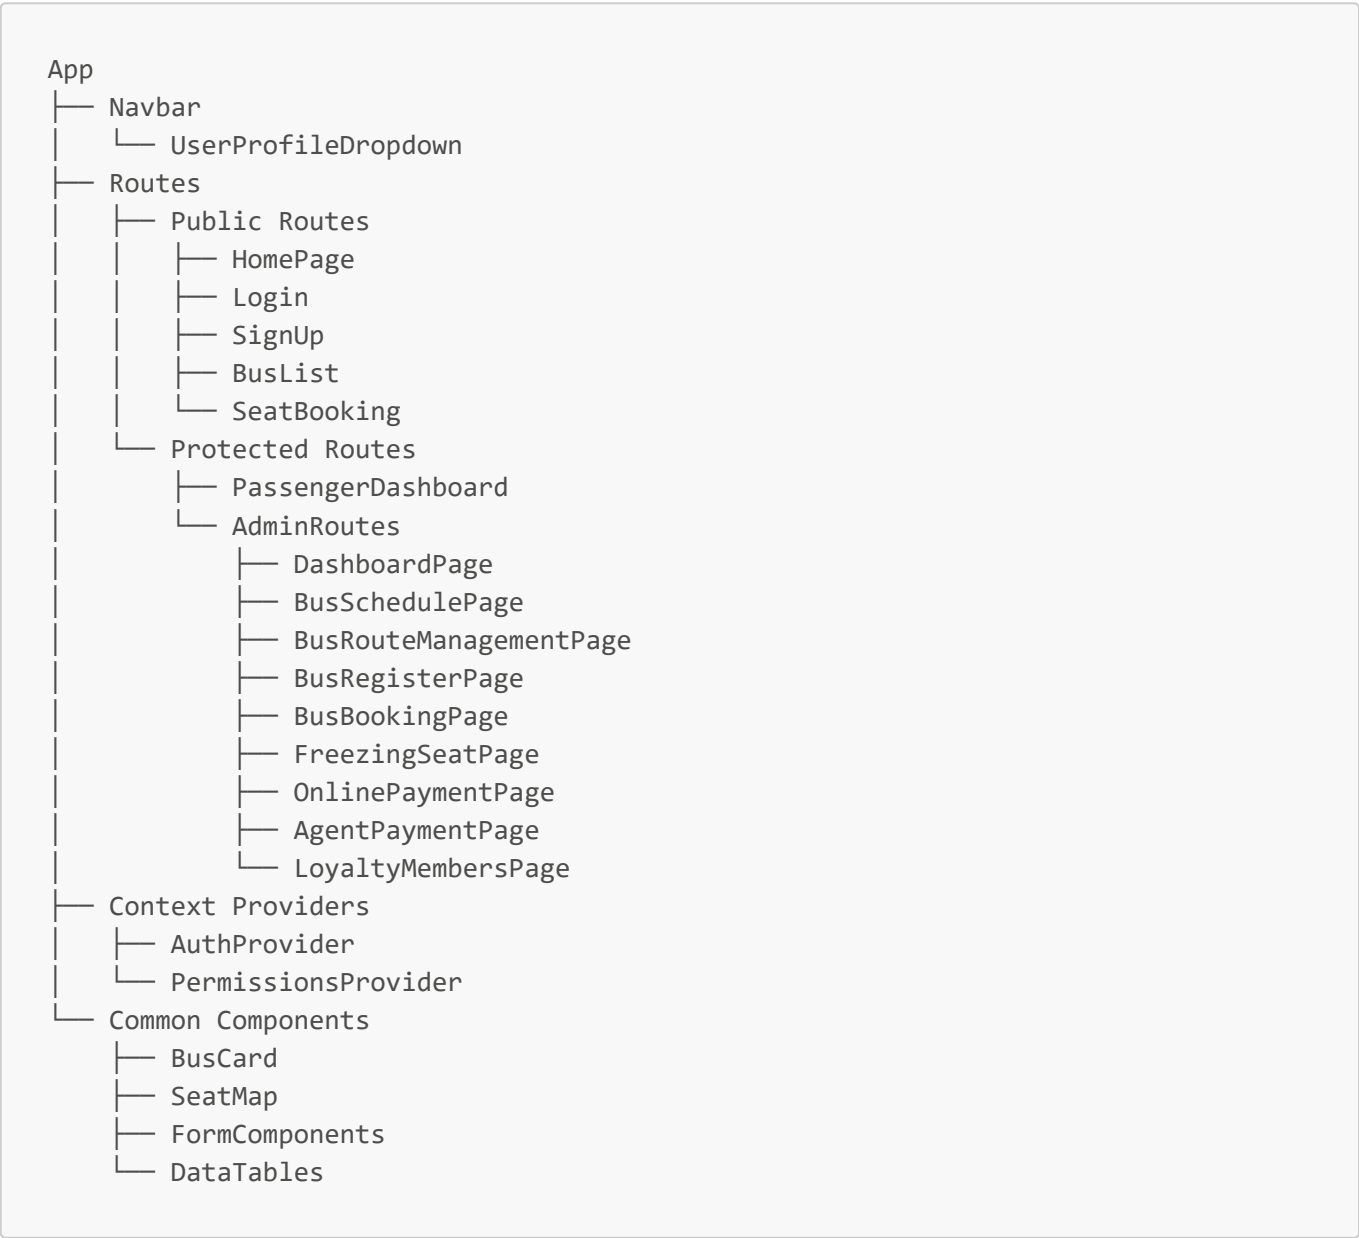 App
├── Navbar
│   └── UserProfileDropdown
├── Routes
│   ├── Public Routes
│   │   ├── HomePage
│   │   ├── Login
│   │   ├── SignUp
│   │   ├── BusList
│   │   └── SeatBooking
│   └── Protected Routes
│       ├── PassengerDashboard
│       └── AdminRoutes
│           ├── DashboardPage
│           ├── BusSchedulePage
│           ├── BusRouteManagementPage
│           ├── BusRegisterPage
│           ├── BusBookingPage
│           ├── FreezingSeatPage
│           ├── OnlinePaymentPage
│           ├── AgentPaymentPage
│           └── LoyaltyMembersPage
├── Context Providers
│   ├── AuthProvider
│   └── PermissionsProvider
└── Common Components
    ├── BusCard
    ├── SeatMap
    ├── FormComponents
    └── DataTables